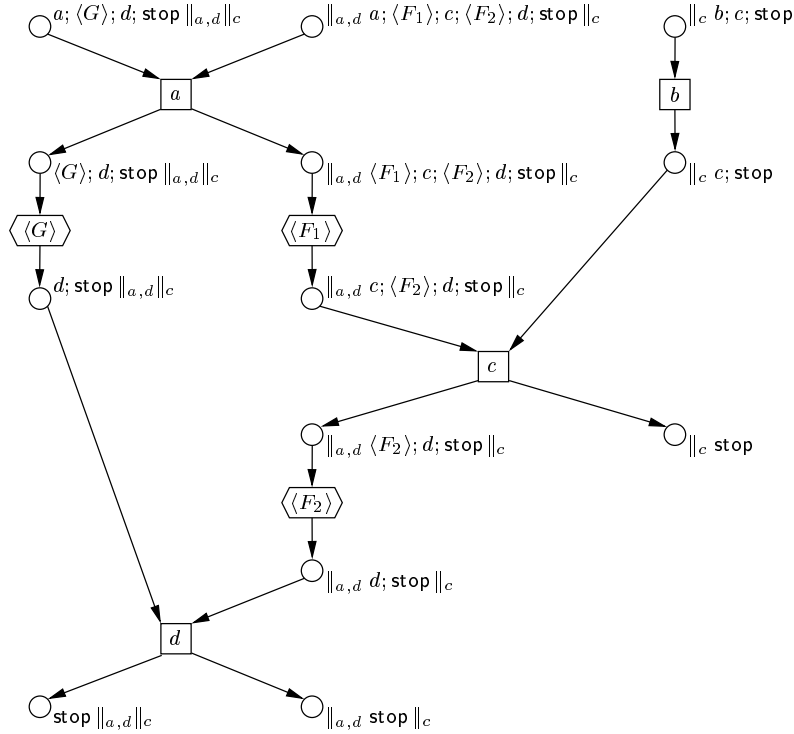 a; ⟨G⟩; d; stop ∥a,d∥c
∥a,d a; ⟨F1⟩; c; ⟨F2⟩; d; stop ∥c
∥c b; c; stop
a
b
⟨G⟩; d; stop ∥a,d∥c
∥a,d ⟨F1⟩; c; ⟨F2⟩; d; stop ∥c
∥c c; stop
⟨G⟩
⟨F1⟩
d; stop ∥a,d∥c
∥a,d c; ⟨F2⟩; d; stop ∥c
c
∥a,d ⟨F2⟩; d; stop ∥c
∥c stop
⟨F2⟩
∥a,d d; stop ∥c
d
stop ∥a,d∥c
∥a,d stop ∥c